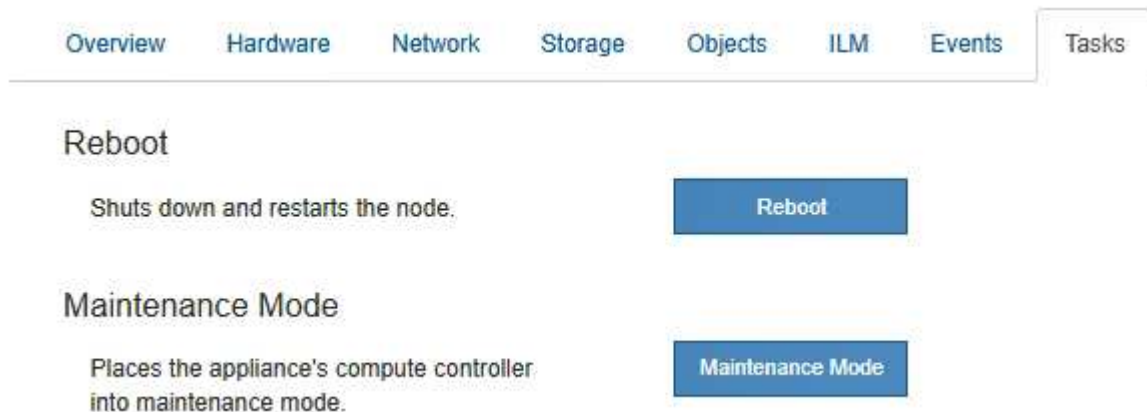 Overview Hardware Network Storage Objects ILM Events Tasks
Reboot
Shuts down and restarts the node. Reboot
Maintenance Mode
Places the appliance's compute controller Maintenance Mode
into maintenance mode.